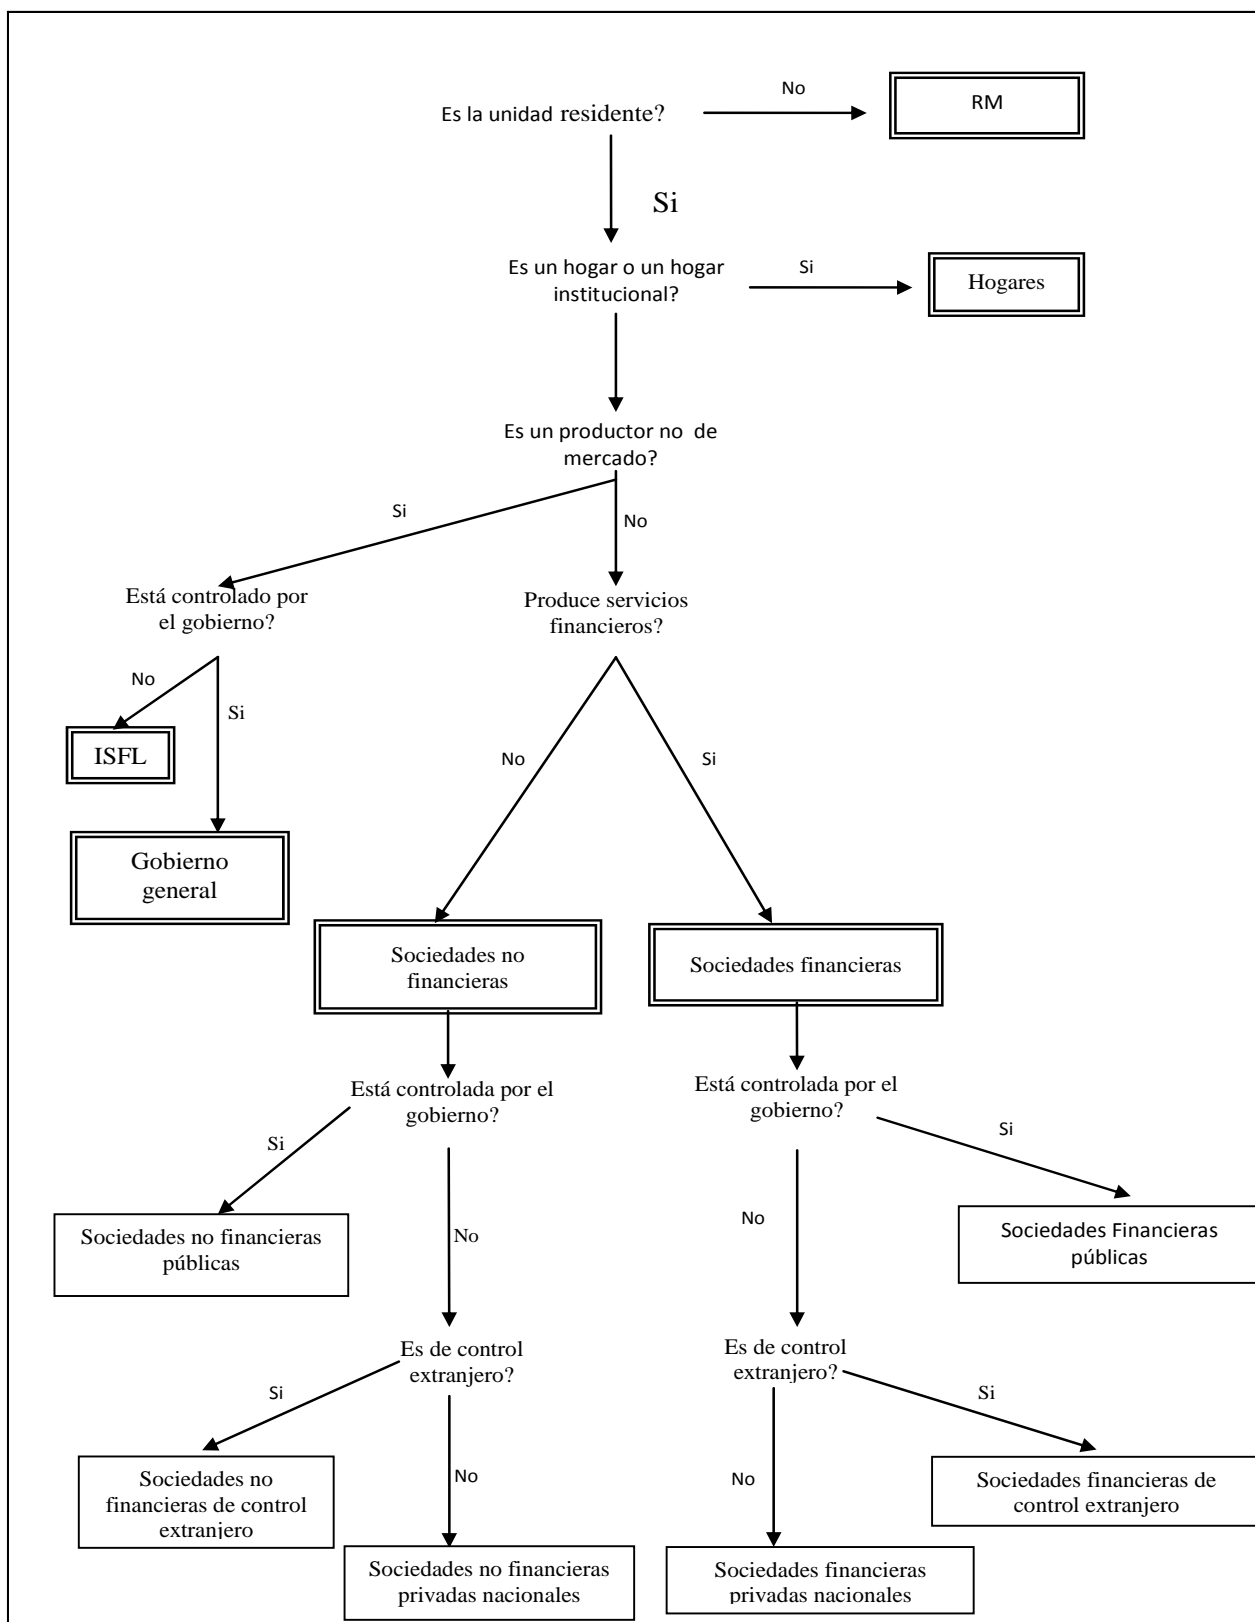 No
RM
Es la unidad residente?
Si
Es un hogar o un hogar
institucional?
Si
Hogares
Es un productor no de
mercado?
Si
No
Está controlado por
el gobierno?
Produce servicios
financieros?
No
Si
ISFL
No
Si
Gobierno
general
Sociedades no
financieras
Sociedades financieras
Está controlada por el
gobierno?
Está controlada por el
gobierno?
Si
No
No
Si
Sociedades no financieras
públicas
Sociedades Financieras
públicas
Es de control
extranjero?
Es de control
extranjero?
Si
No
No
Si
Sociedades no
financieras de control
extranjero
Sociedades financieras de
control extranjero
Sociedades no financieras
privadas nacionales
Sociedades financieras
privadas nacionales